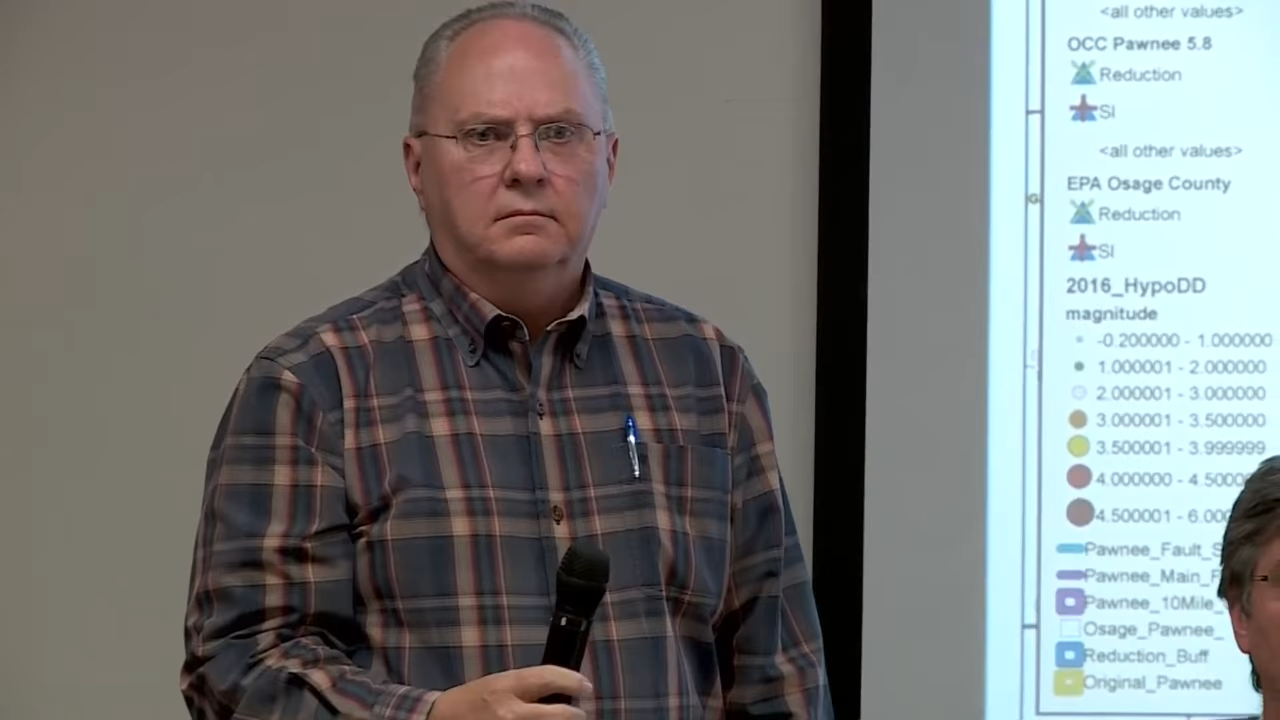 <all other values>
OCC Pawnee 5.8
Reduction
SI
<all other values>
EPA Osage County
Reduction
SI
2016_HypoDD
magnitude
-0.200000 - 1.000000
1.000001 - 2.000000
2.000001 - 3.000000
3.000001 - 3.500000
3.500001 - 3.999999
4.000000 - 4.5000
4.500001 - 6.000
Pawnee_Fault_S
Pawnee_Main_F
Pawnee_10Mile_
Osage_Pawnee_
Reduction_Buff
Original_Pawnee